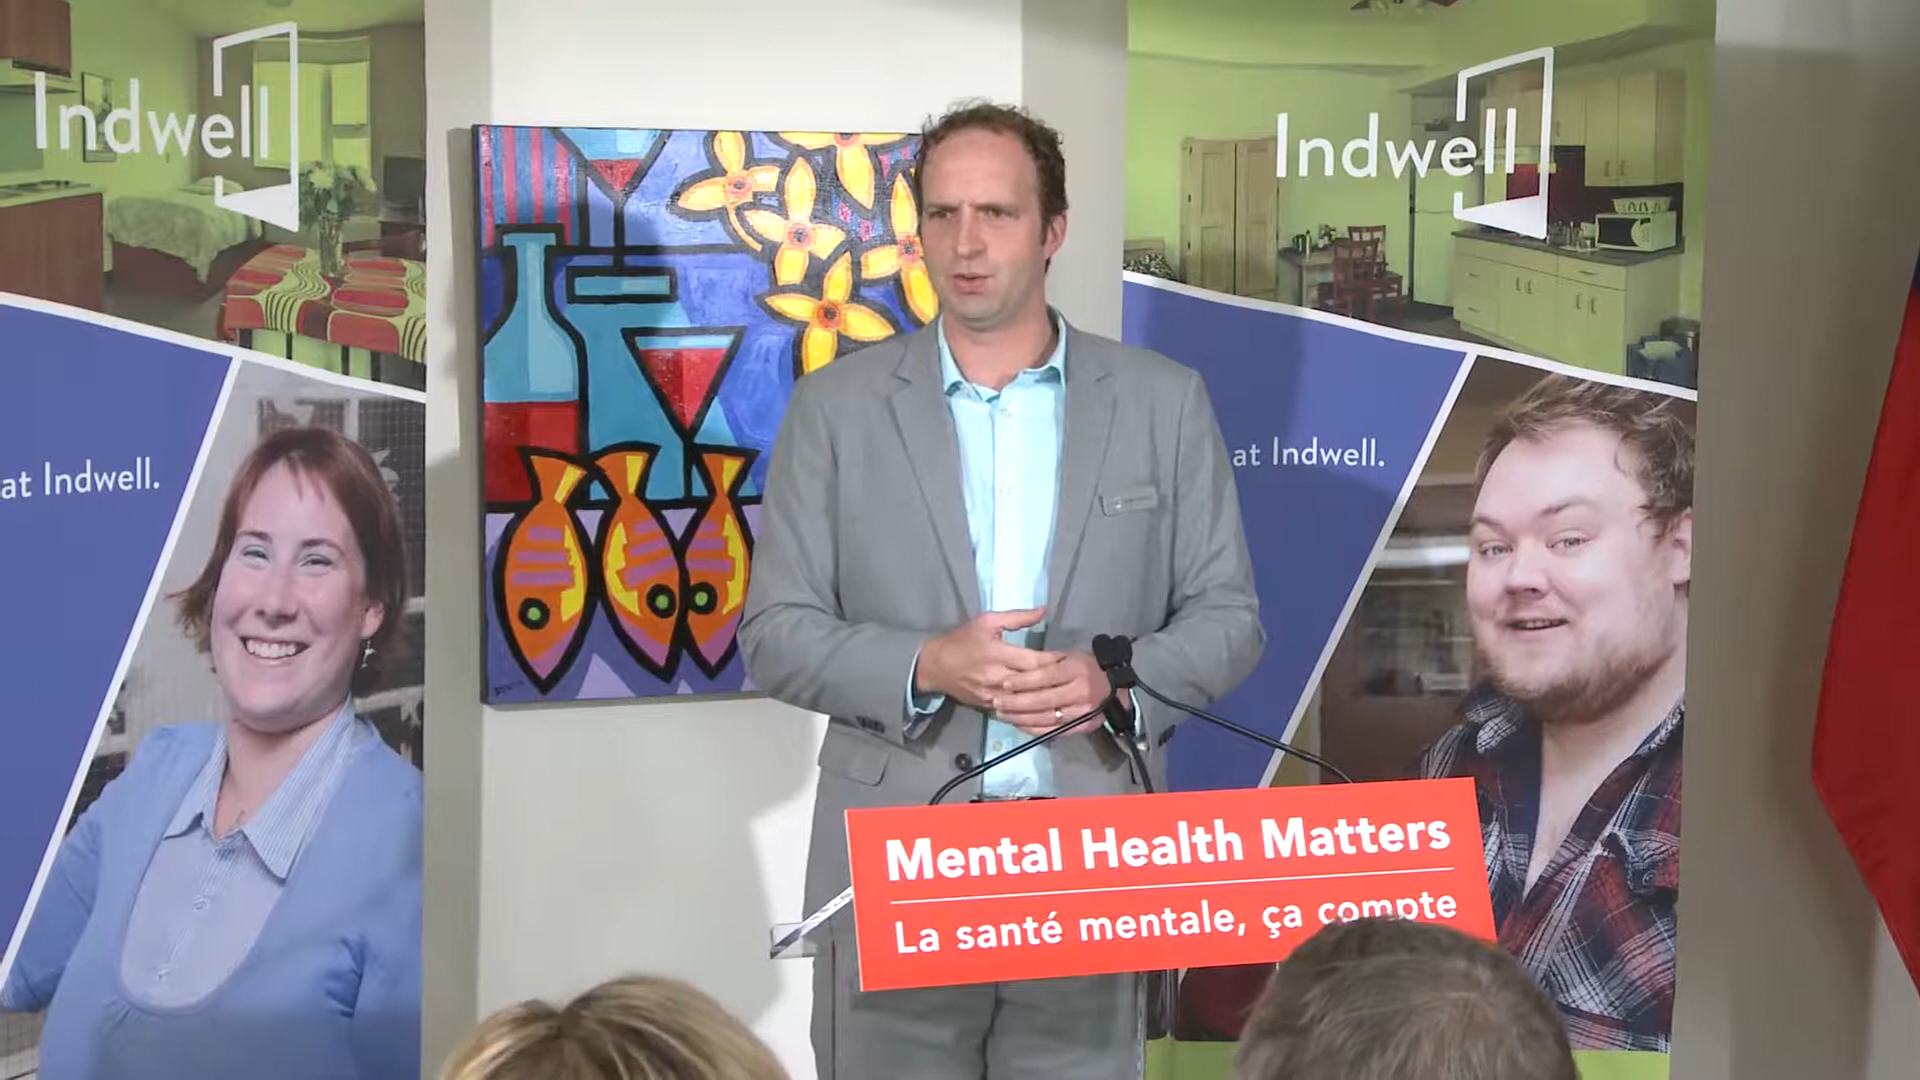 Indwell
Indwell
at Indwell.
at Indwell.
Mental Health Matters
La santé mentale, ça compte